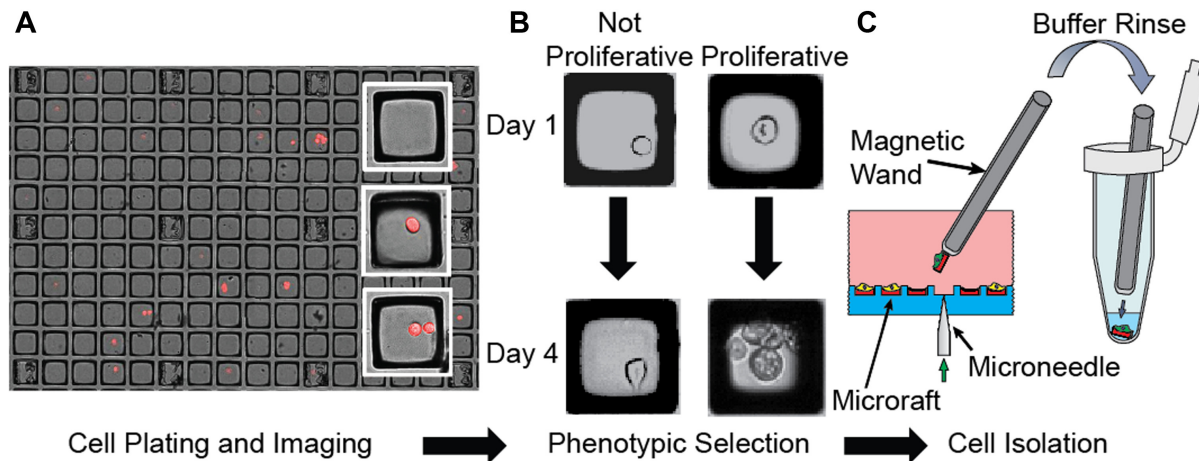 A
B
C
Not
Proliferative
Proliferative
Buffer Rinse
Day 1
Magnetic
Wand
Day 4
Microneedle
Microraft
Cell Plating and Imaging
Phenotypic Selection
Cell Isolation